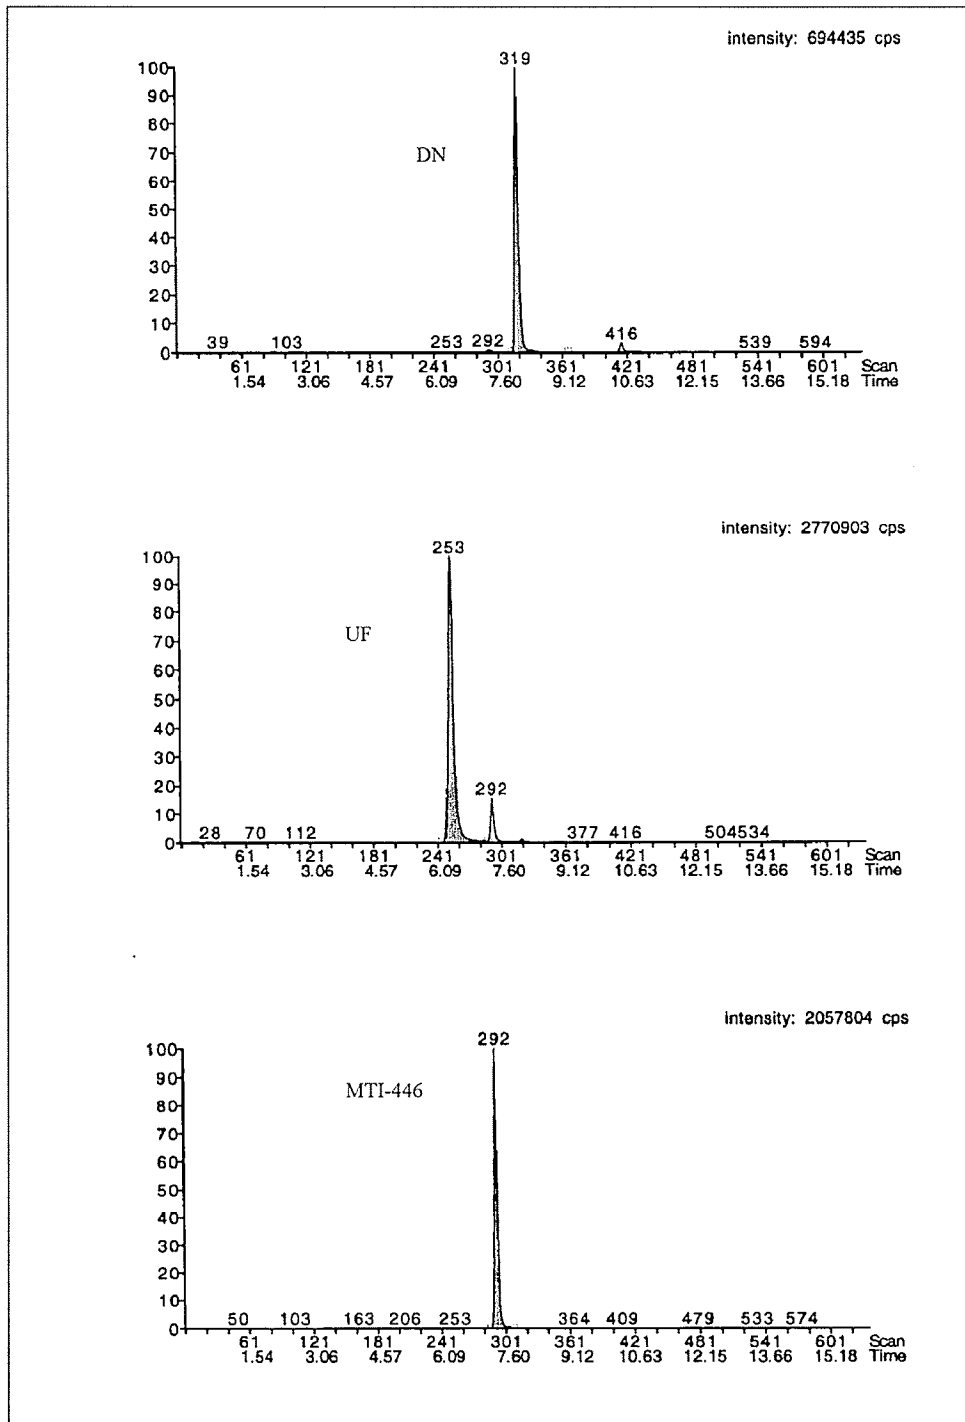 intensity: 694435 cps
319
100
90
80
DN
70
60
50
40
30
20
10
416
39 103 253 292 539 594
0
61 121 181 241 301 361 421 481 541 601 Scan
1.54 3.06 4.57 6.09 7.60 9.12 10.63 12.15 13.66 15.18 Time
intensity: 2770903 cps
253
100
90
80
UF
70
60
50
40
30
292
20
10
28 70 112 377 416 504534
0
61 121 181 241 301 361 421 481 541 601 Scan
1.54 3.06 4.57 6.09 7.60 9.12 10.63 12.15 13.66 15.18 Time
intensity: 2057804 cps
292
100
90
MTI-446
80
70
60
50
40
30
20
10
50 103 163 206 253 364 409 479 533 574
0
61 121 181 241 301 361 421 481 541 601 Scan
1.54 3.06 4.57 6.09 7.60 9.12 10.63 12.15 13.66 15.18 Time